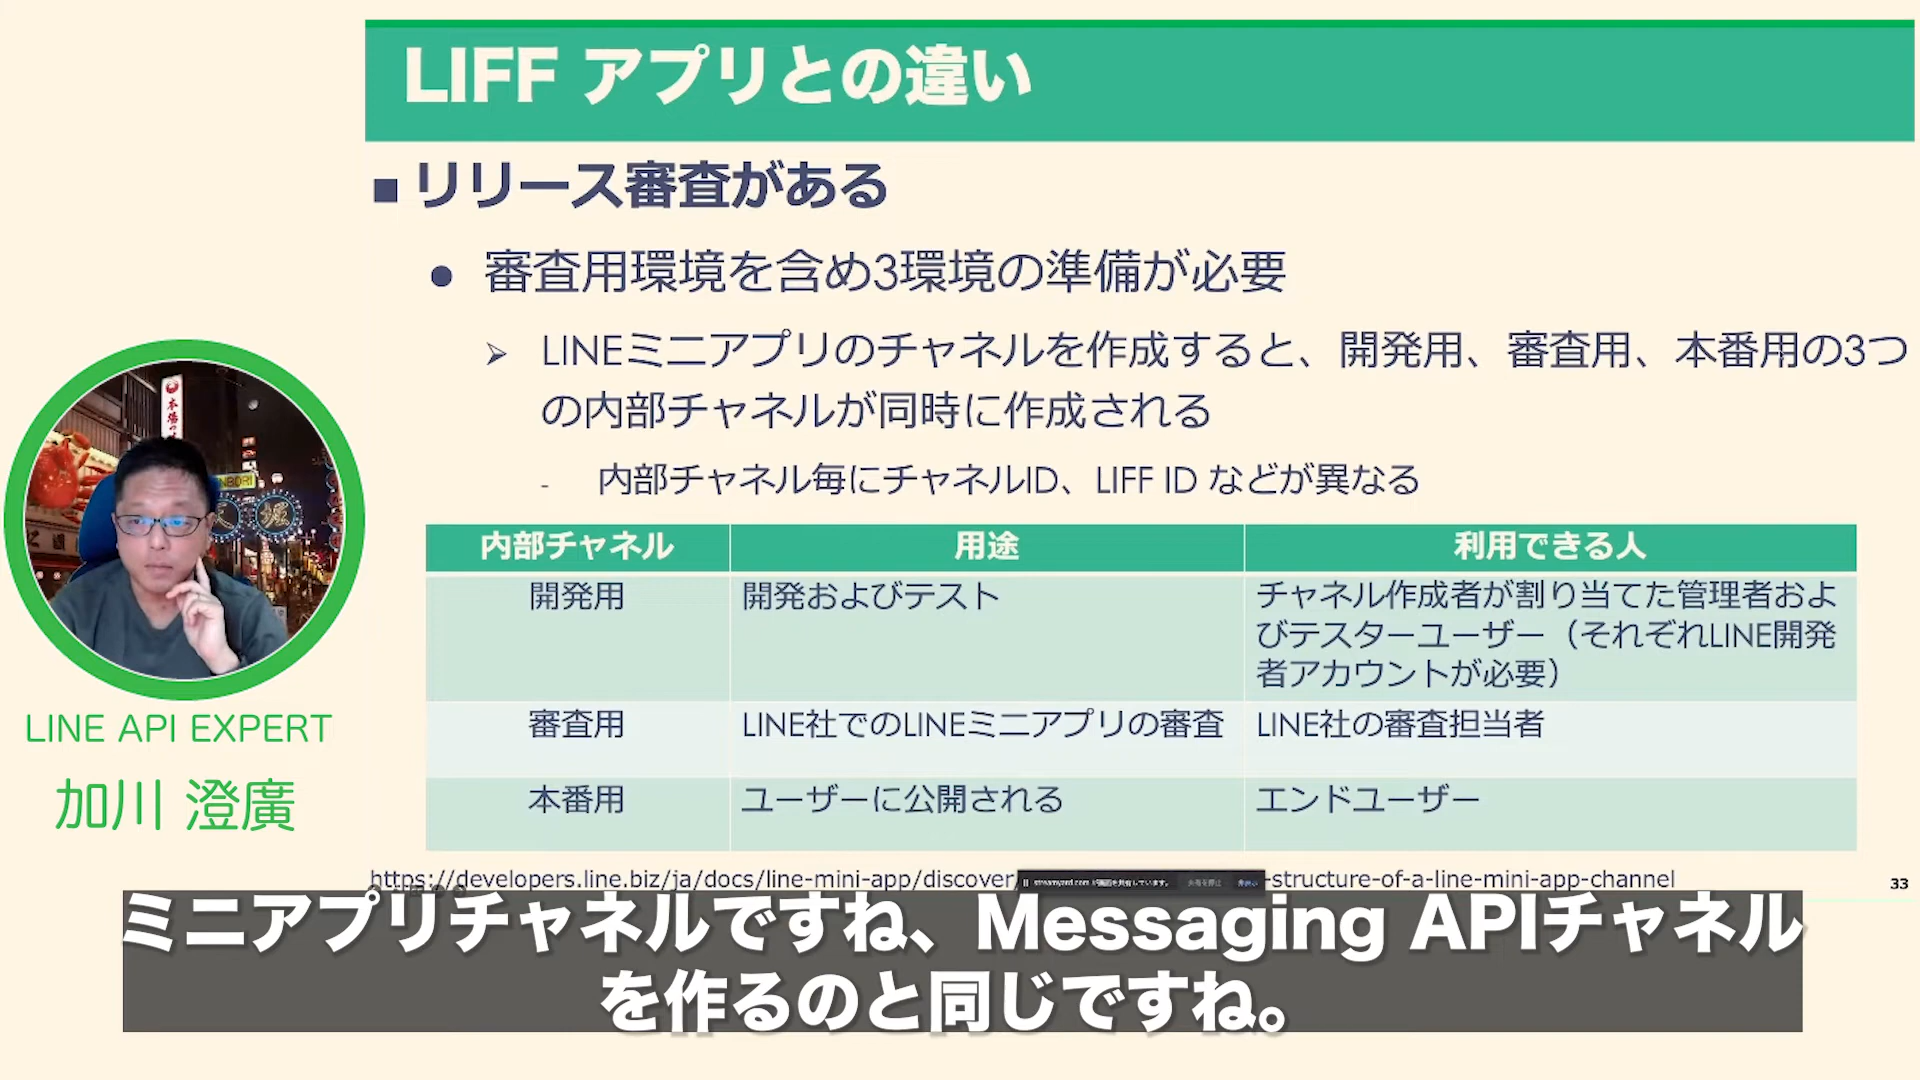 LIFF アプリとの違い
■ リリース審査がある
● 審査用環境を含め3環境の準備が必要
➢ LINEミニアプリのチャネルを作成すると、開発用、審査用、本番用の3つ
の内部チャネルが同時に作成される
- 内部チャネル毎にチャネルID、LIFF ID などが異なる
内部チャネル 用途 利用できる人
開発用 開発およびテスト チャネル作成者が割り当てた管理者およ
びテスターユーザー（それぞれLINE開発
者アカウントが必要）
審査用 LINE社でのLINEミニアプリの審査 LINE社の審査担当者
本番用 ユーザーに公開される エンドユーザー
LINE API EXPERT
加川 澄廣
https://developers.line.biz/ja/docs/line-mini-app/discover/
-structure-of-a-line-mini-app-channel
33
ミニアプリチャネルですね、Messaging APIチャネル
を作るのと同じですね。